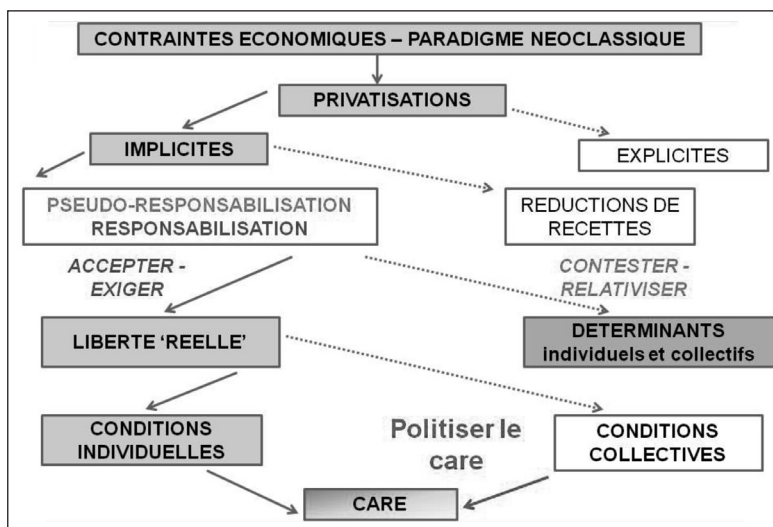 CONTRAINTES ECONOMIQUES – PARADIGME NEOCLASSIQUE
PRIVATISATIONS
IMPLICITES
EXPLICITES
PSEUDO-RESPONSABILISATION
RESPONSABILISATION
REDUCTIONS DE
RECETTES
ACCEPTER -
EXIGER
CONTESTER -
RELATIVISER
LIBERTE ‘REELLE’
DETERMINANTS
individuels et collectifs
CONDITIONS
INDIVIDUELLES
Politiser le
care
CONDITIONS
COLLECTIVES
CARE